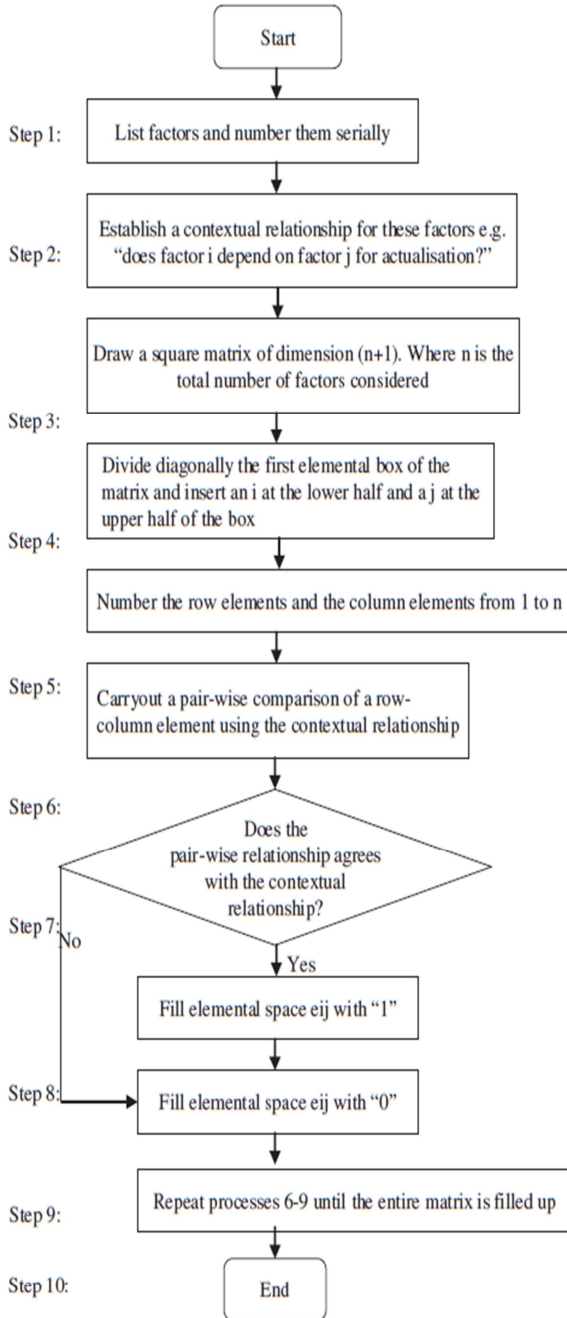 Start
Step 1:
List factors and number them serially
Establish a contextual relationship for these factors e.g.
Step 2:
“does factor i depend on factor j for actualisation?”
Draw a square matrix of dimension (n+1). Where n is the
total number of factors considered
Step 3:
Divide diagonally the first elemental box of the
matrix and insert an i at the lower half and a j at the
upper half of the box
Step 4:
Number the row elements and the column elements from 1 to n
Step 5:
Carryout a pair-wise comparison of a row-
column element using the contextual relationship
Step 6:
Does the
pair-wise relationship agrees
with the contextual
relationship?
Step 7:
No
Yes
Fill elemental space eij with “1”
Step 8:
Fill elemental space eij with “0”
Repeat processes 6-9 until the entire matrix is filled up
Step 9:
Step 10:
End